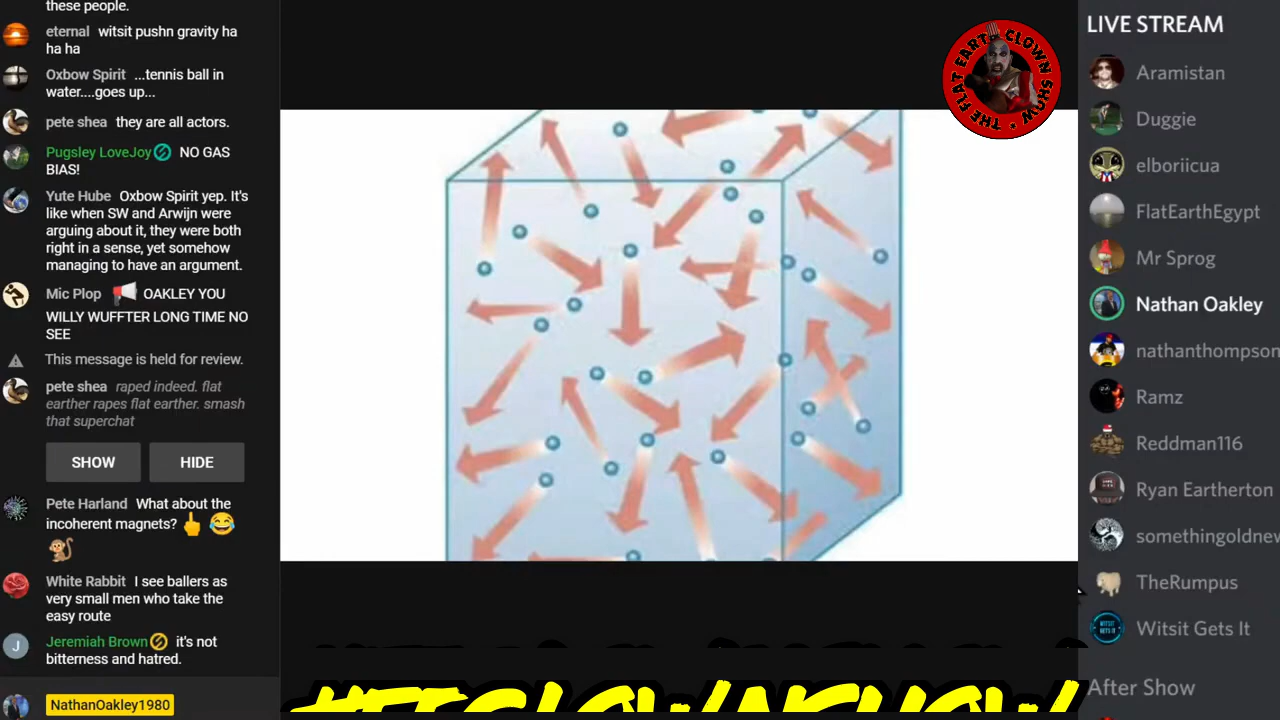 these people.
eternal witsit pushn gravity ha
ha ha
Oxbow Spirit ...tennis ball in
water....goes up...
pete shea they are all actors.
Pugsley LoveJoy NO GAS
BIAS!
Yute Hube Oxbow Spirit yep. It's
like when SW and Arwijn were
arguing about it, they were both
right in a sense, yet somehow
managing to have an argument.
Mic Plop OAKLEY YOU
WILLY WUFFTER LONG TIME NO
SEE
This message is held for review.
pete shea raped indeed. flat
earther rapes flat earther. smash
that superchat
SHOW HIDE
Pete Harland What about the
incoherent magnets?
White Rabbit I see ballers as
very small men who take the
easy route
Jeremiah Brown it's not
bitterness and hatred.
NathanOakley1980
THE FLAT EARTH CLOWN SHOW
LIVE STREAM
Aramistan
Duggie
elboriicua
FlatEarthEgypt
Mr Sprog
Nathan Oakley
nathanthompson
Ramz
Reddman116
Ryan Eartherton
somethingoldnew
TheRumpus
Witsit Gets It
After Show